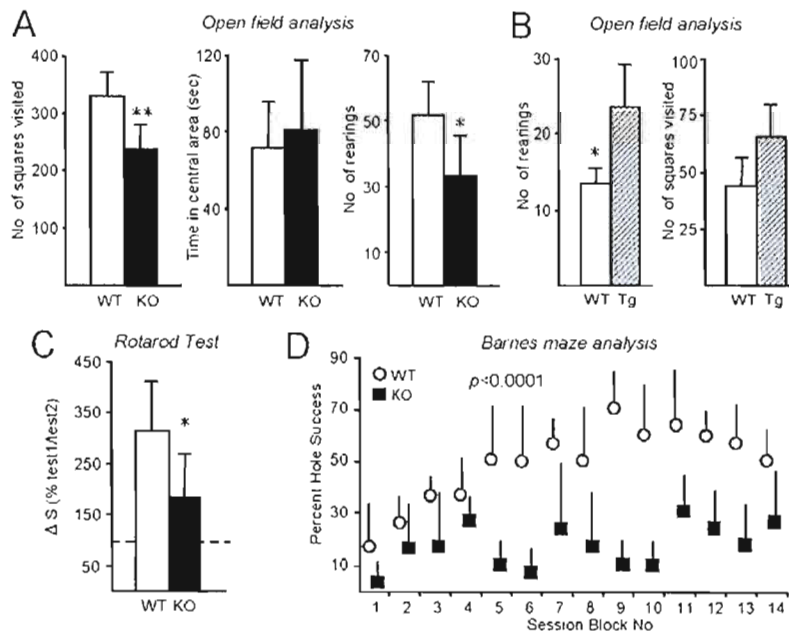 A
Open field analysis
No of squares visited
400
300
200
100
**
WT KO
Time in central area (sec)
120
80
40
WT KO
No of rearings
70
50
30
10
*
WT KO
B
Open field analysis
No of rearings
30
20
10
*
WT Tg
No of squares visited
100
75
50
25
WT Tg
C
Rotarod Test
Δ S (% test1/test2)
450
350
250
150
50
*
WT KO
D
Barnes maze analysis
Percent Hole Success
90
70
50
30
10
WT
KO
p<0.0001
1 2 3 4 5 6 7 8 9 10 11 12 13 14
Session Block No